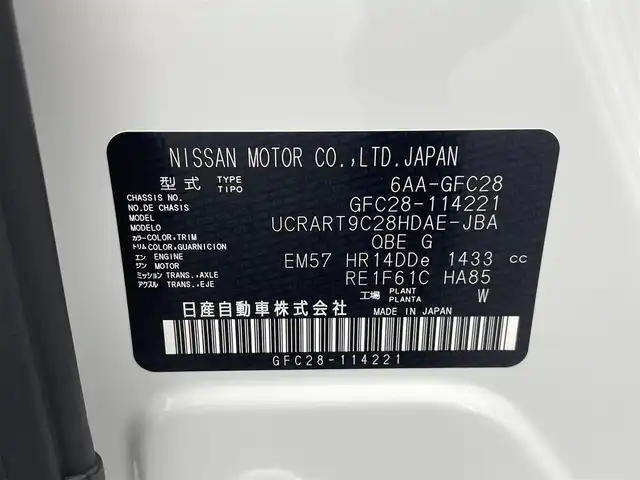 NISSAN MOTOR CO.,LTD.JAPAN
型式 TYPE TIPO 6AA-GFC28
CHASSIS NO. NO.DE CHASIS GFC28-114221
MODEL MODELO UCRART9C28HDAE-JBA
カラー COLOR,TRIM トリム COLOR,GUARNICION QBE G
エンジン ENGINE MOTOR EM57 HR14DDe 1433 cc
ミッション TRANS.,AXLE アクスル TRANS.,EJE RE1F61C HA85
工場 PLANT PLANTA W
日産自動車株式会社 MADE IN JAPAN
GFC28-114221